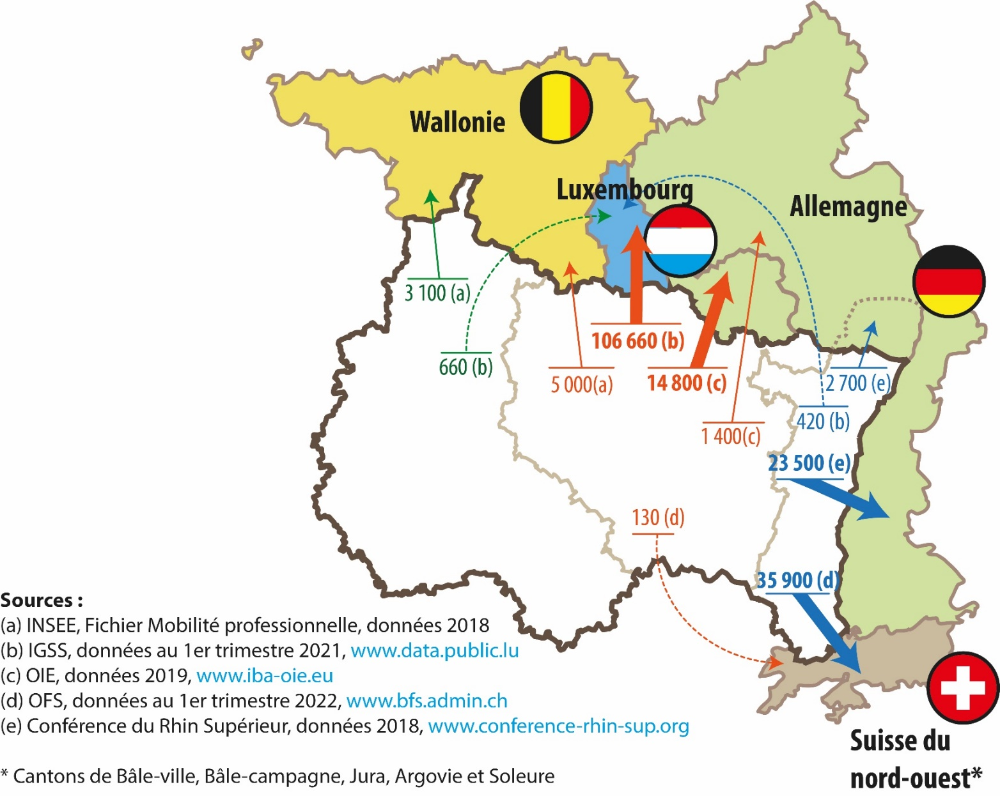 Wallonie
Luxembourg
Allemagne
3 100 (a)
106 660 (b)
660 (b)
5 000(a)
14 800 (c)
2 700 (e)
420 (b)
1 400(c)
23 500 (e)
130 (d)
35 900 (d)
Sources :
(a) INSEE, Fichier Mobilité professionnelle, données 2018
(b) IGSS, données au 1er trimestre 2021, www.data.public.lu
(c) OIE, données 2019, www.iba-oie.eu
(d) OFS, données au 1er trimestre 2022, www.bfs.admin.ch
(e) Conférence du Rhin Supérieur, données 2018, www.conference-rhin-sup.org
Suisse du
nord-ouest*
* Cantons de Bâle-ville, Bâle-campagne, Jura, Argovie et Soleure